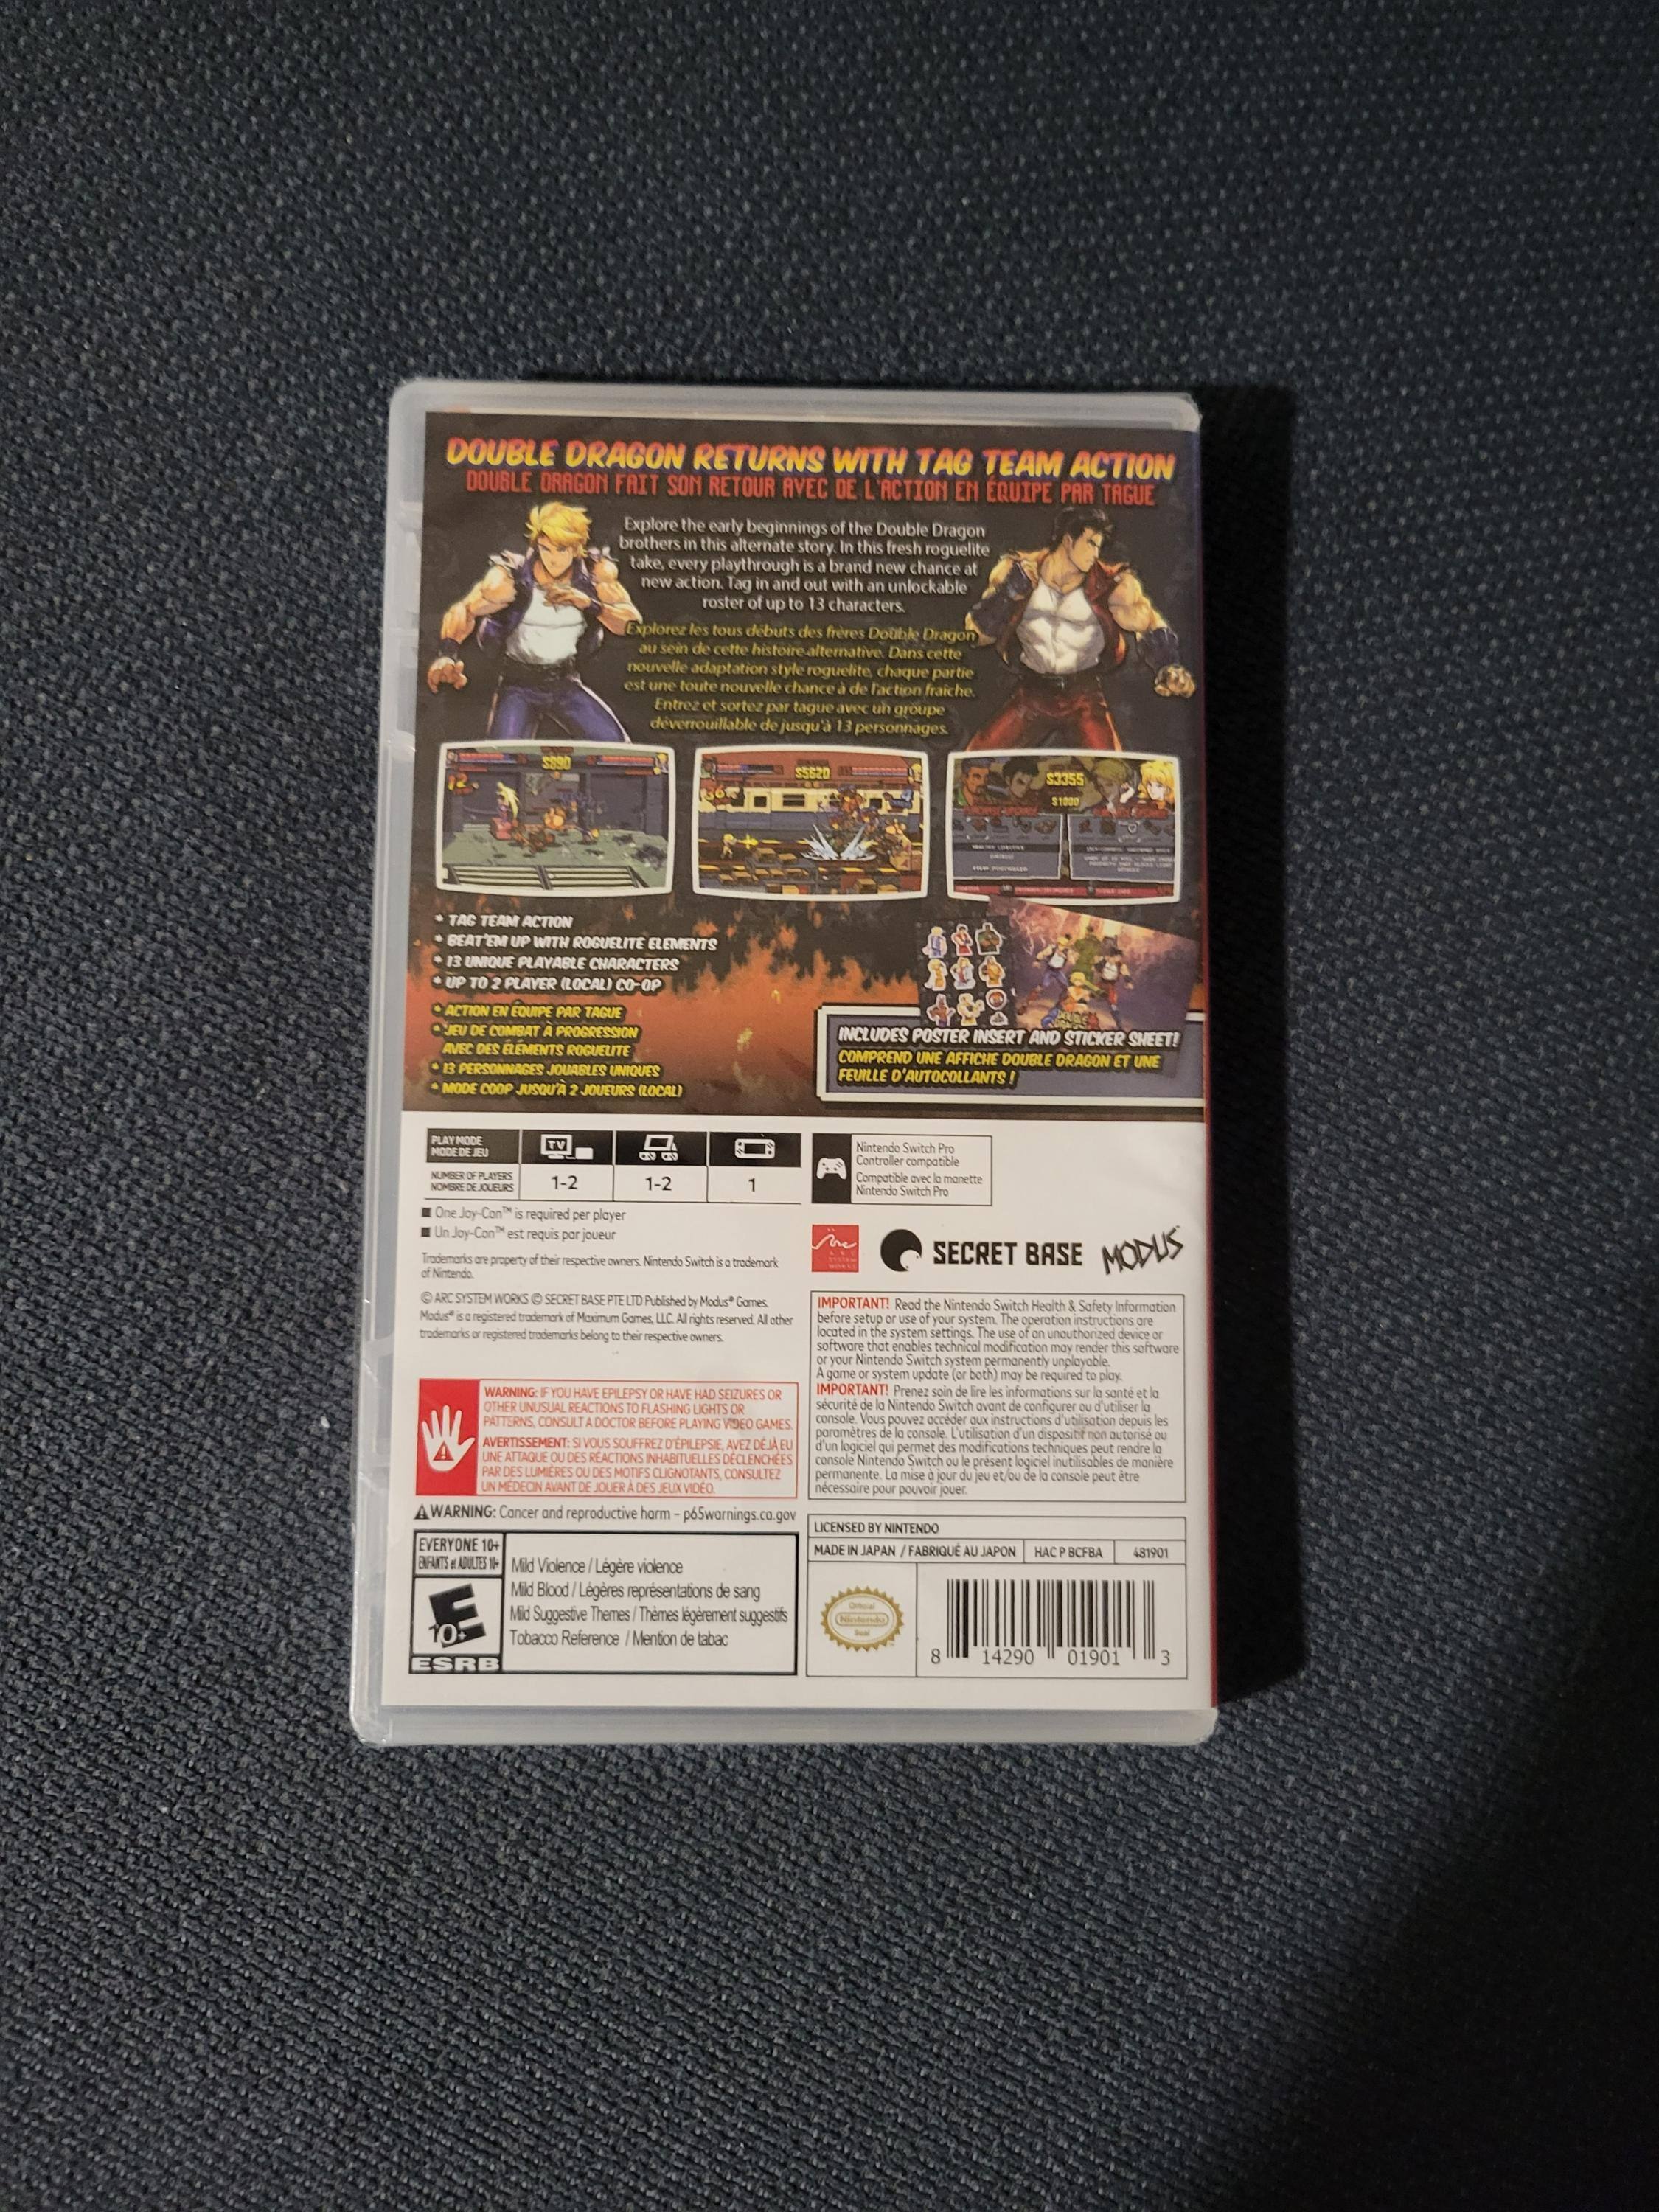 DOUBLE DRAGON RETURNS WITH TAG TEAM ACTION
DOUBLE DRAGON FAIT SON RETOUR AVEC DE L'ACTION EN ÉQUIPE PAR TAGUE
Explore the early beginnings of the Double Dragon
brothers in this alternate story. In this fresh roguelite
take, every playthrough is a brand new chance at
new action. Tag in and out with an unlockable
roster of up to 13 characters.
Explorez les tous débuts des frères Double Dragon
au sein de cette histoire alternative. Dans cette
nouvelle adaptation style roguelite, chaque partie
est une toute nouvelle chance à de l'action fraîche.
Entrez et sortez par tague avec un groupe
déverrouillable de jusqu'à 13 personnages.
$890
12
$5620
$3355
$1000
* TAG TEAM ACTION
* BEAT'EM UP WITH ROGUELITE ELEMENTS
* 13 UNIQUE PLAYABLE CHARACTERS
* UP TO 2 PLAYER (LOCAL) CO-OP
* ACTION EN ÉQUIPE PAR TAGUE
* JEU DE COMBAT À PROGRESSION
AVEC DES ÉLÉMENTS ROGUELITE
* 13 PERSONNAGES JOUABLES UNIQUES
* MODE COOP JUSQU'À 2 JOUEURS (LOCAL)
INCLUDES POSTER INSERT AND STICKER SHEET!
COMPREND UNE AFFICHE DOUBLE DRAGON ET UNE
FEUILLE D'AUTOCOLLANTS !
PLAY MODE
MODE DE JEU
TV
NUMBER OF PLAYERS
NOMBRE DE JOUEURS
1-2
1-2
1
Nintendo Switch Pro
Controller compatible
Compatible avec la manette
Nintendo Switch Pro
■ One Joy-Con™ is required per player
■ Un Joy-Con™ est requis par joueur
Trademarks are property of their respective owners. Nintendo Switch is a trademark
of Nintendo.
© ARC SYSTEM WORKS © SECRET BASE PTE LTD Published by Modus® Games.
Modus® is a registered trademark of Maximum Games, LLC. All rights reserved. All other
trademarks or registered trademarks belong to their respective owners.
ARC
SYSTEM
WORKS
SECRET BASE
MODUS™
IMPORTANT! Read the Nintendo Switch Health & Safety Information
before setup or use of your system. The operation instructions are
located in the system settings. The use of an unauthorized device or
software that enables technical modification may render this software
or your Nintendo Switch system permanently unplayable.
A game or system update (or both) may be required to play.
IMPORTANT! Prenez soin de lire les informations sur la santé et la
sécurité de la Nintendo Switch avant de configurer ou d'utiliser la
console. Vous pouvez accéder aux instructions d'utilisation depuis les
paramètres de la console. L'utilisation d'un dispositif non autorisé ou
d'un logiciel qui permet des modifications techniques peut rendre la
console Nintendo Switch ou le présent logiciel inutilisables de manière
permanente. La mise à jour du jeu et/ou de la console peut être
nécessaire pour pouvoir jouer.
WARNING: IF YOU HAVE EPILEPSY OR HAVE HAD SEIZURES OR
OTHER UNUSUAL REACTIONS TO FLASHING LIGHTS OR
PATTERNS, CONSULT A DOCTOR BEFORE PLAYING VIDEO GAMES.
AVERTISSEMENT: SI VOUS SOUFFREZ D'ÉPILEPSIE, AVEZ DÉJÀ EU
UNE ATTAQUE OU DES RÉACTIONS INHABITUELLES DÉCLENCHÉES
PAR DES LUMIÈRES OU DES MOTIFS CLIGNOTANTS, CONSULTEZ
UN MÉDECIN AVANT DE JOUER À DES JEUX VIDÉO.
⚠WARNING: Cancer and reproductive harm – p65warnings.ca.gov
EVERYONE 10+
ENFANTS et ADULTES 10+
E
10+
ESRB
Mild Violence / Légère violence
Mild Blood / Légères représentations de sang
Mild Suggestive Themes / Thèmes légèrement suggestifs
Tobacco Reference / Mention de tabac
LICENSED BY NINTENDO
MADE IN JAPAN / FABRIQUÉ AU JAPON
HAC P BCFBA
481901
Official
Nintendo
Seal
8 14290 01901 3